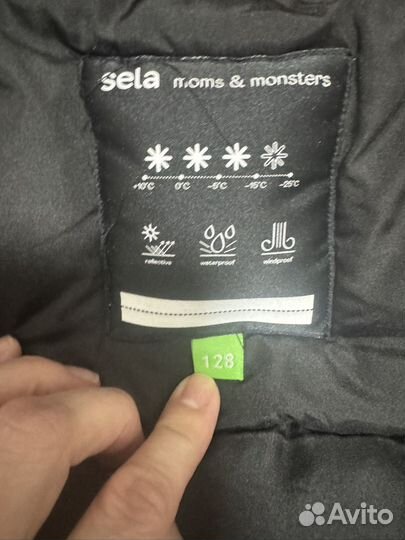 sela moms & monsters
+10°C 0°C -5°C -15°C -25°C
reflective waterproof windproof
128
Avito